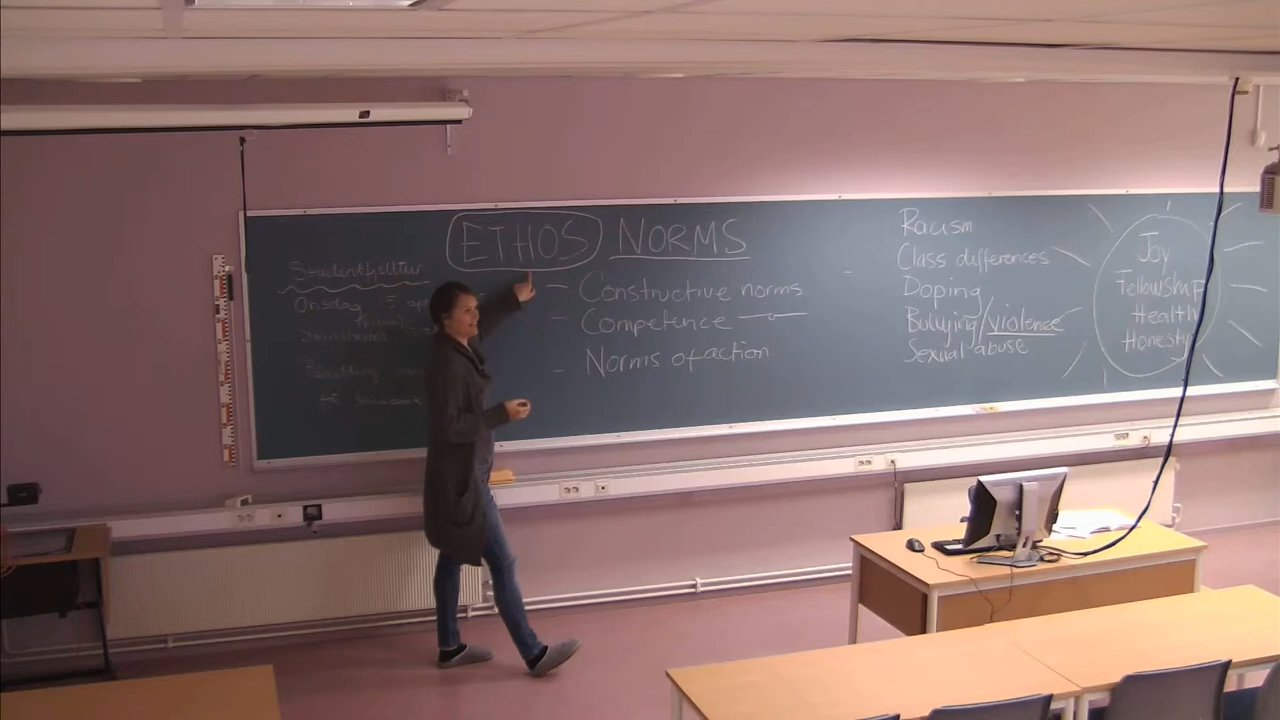 ETHOS NORMS
- Constructive norms
- Competence —"—
- Norms of action
Studentkultur
Onsdag
Racism
Class differences
Doping
Bullying/violence
Sexual abuse
Joy
Fellowship
Health
Honesty